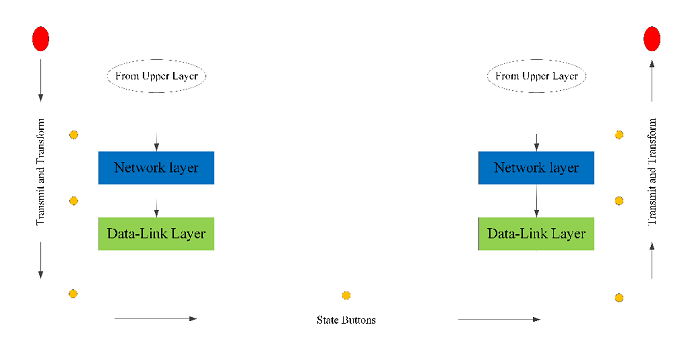 From Upper Layer
From Upper Layer
Transmit and Transform
Network layer
Network layer
Transmit and Transform
Data-Link Layer
Data-Link Layer
State Buttons